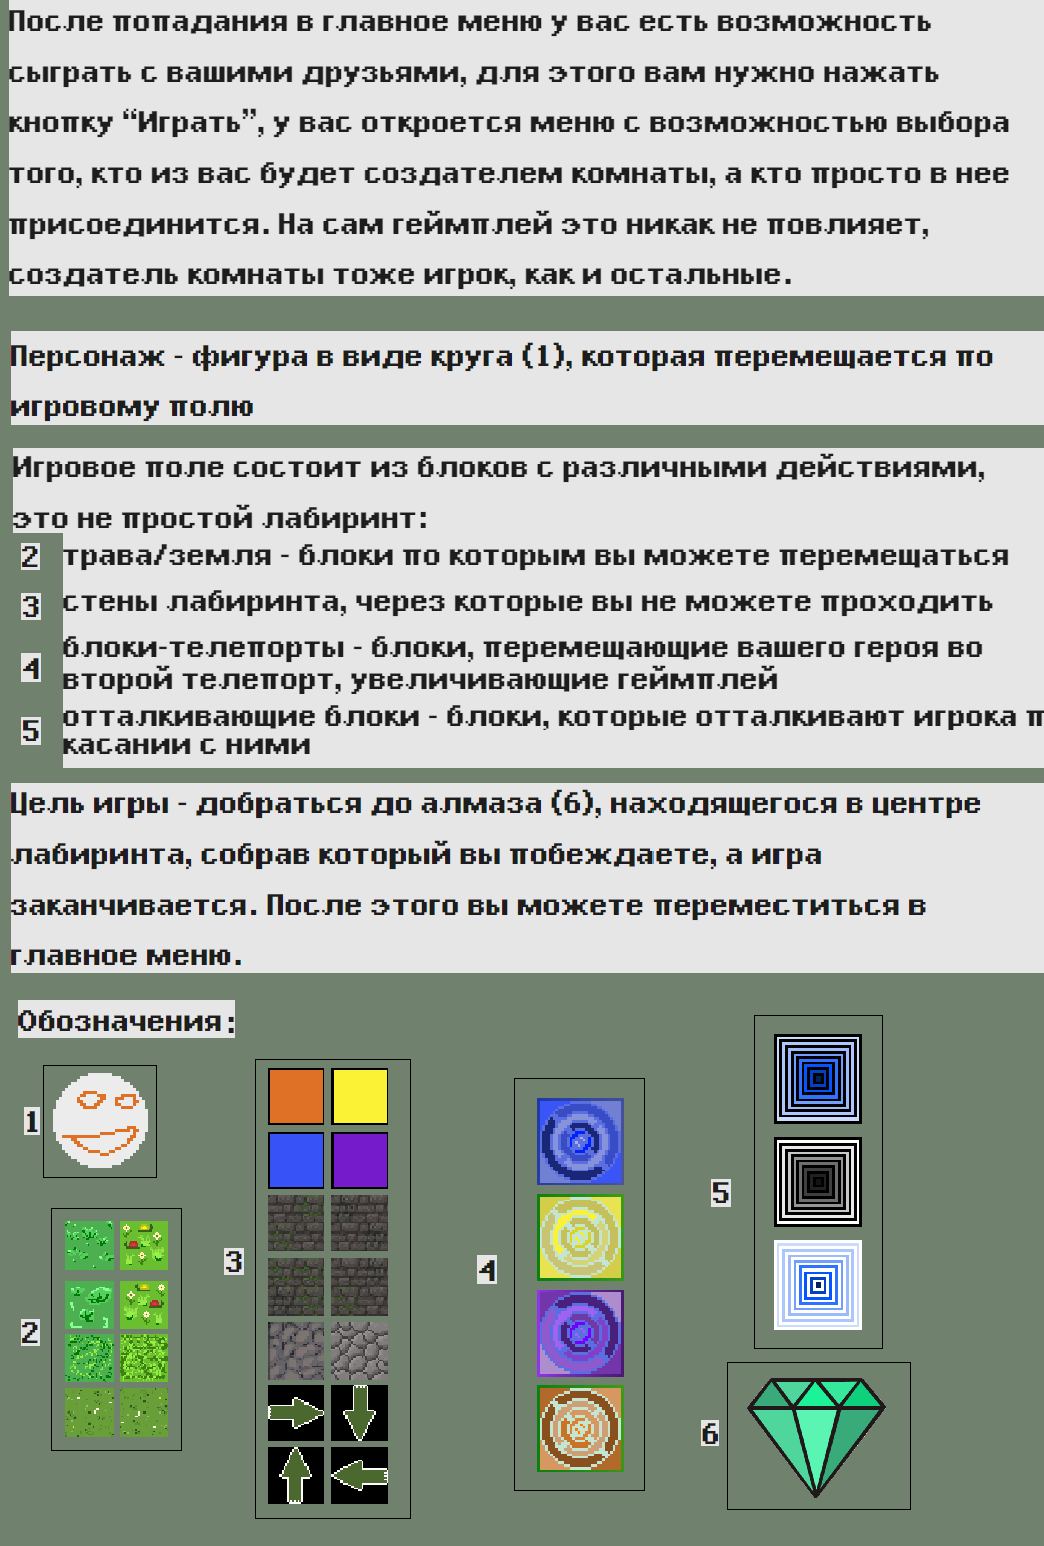 После попадания в главное меню у вас есть возможность
сыграть с вашими друзьями, для этого вам нужно нажать
кнопку “Играть”, у вас откроется меню с возможностью выбора
того, кто из вас будет создателем комнаты, а кто просто в нее
присоединится. На сам геймплей это никак не повлияет,
создатель комнаты тоже игрок, как и остальные.
Персонаж - фигура в виде круга (1), которая перемещается по
игровому полю
Игровое поле состоит из блоков с различными действиями,
это не простой лабиринт:
2 трава/земля - блоки по которым вы можете перемещаться
3 стены лабиринта, через которые вы не можете проходить
4 блоки-телепорты - блоки, перемещающие вашего героя во
второй телепорт, увеличивающие геймплей
5 отталкивающие блоки - блоки, которые отталкивают игрока п
касании с ними
Цель игры - добраться до алмаза (6), находящегося в центре
лабиринта, собрав который вы побеждаете, а игра
заканчивается. После этого вы можете переместиться в
главное меню.
Обозначения:
1
2
3
4
5
6